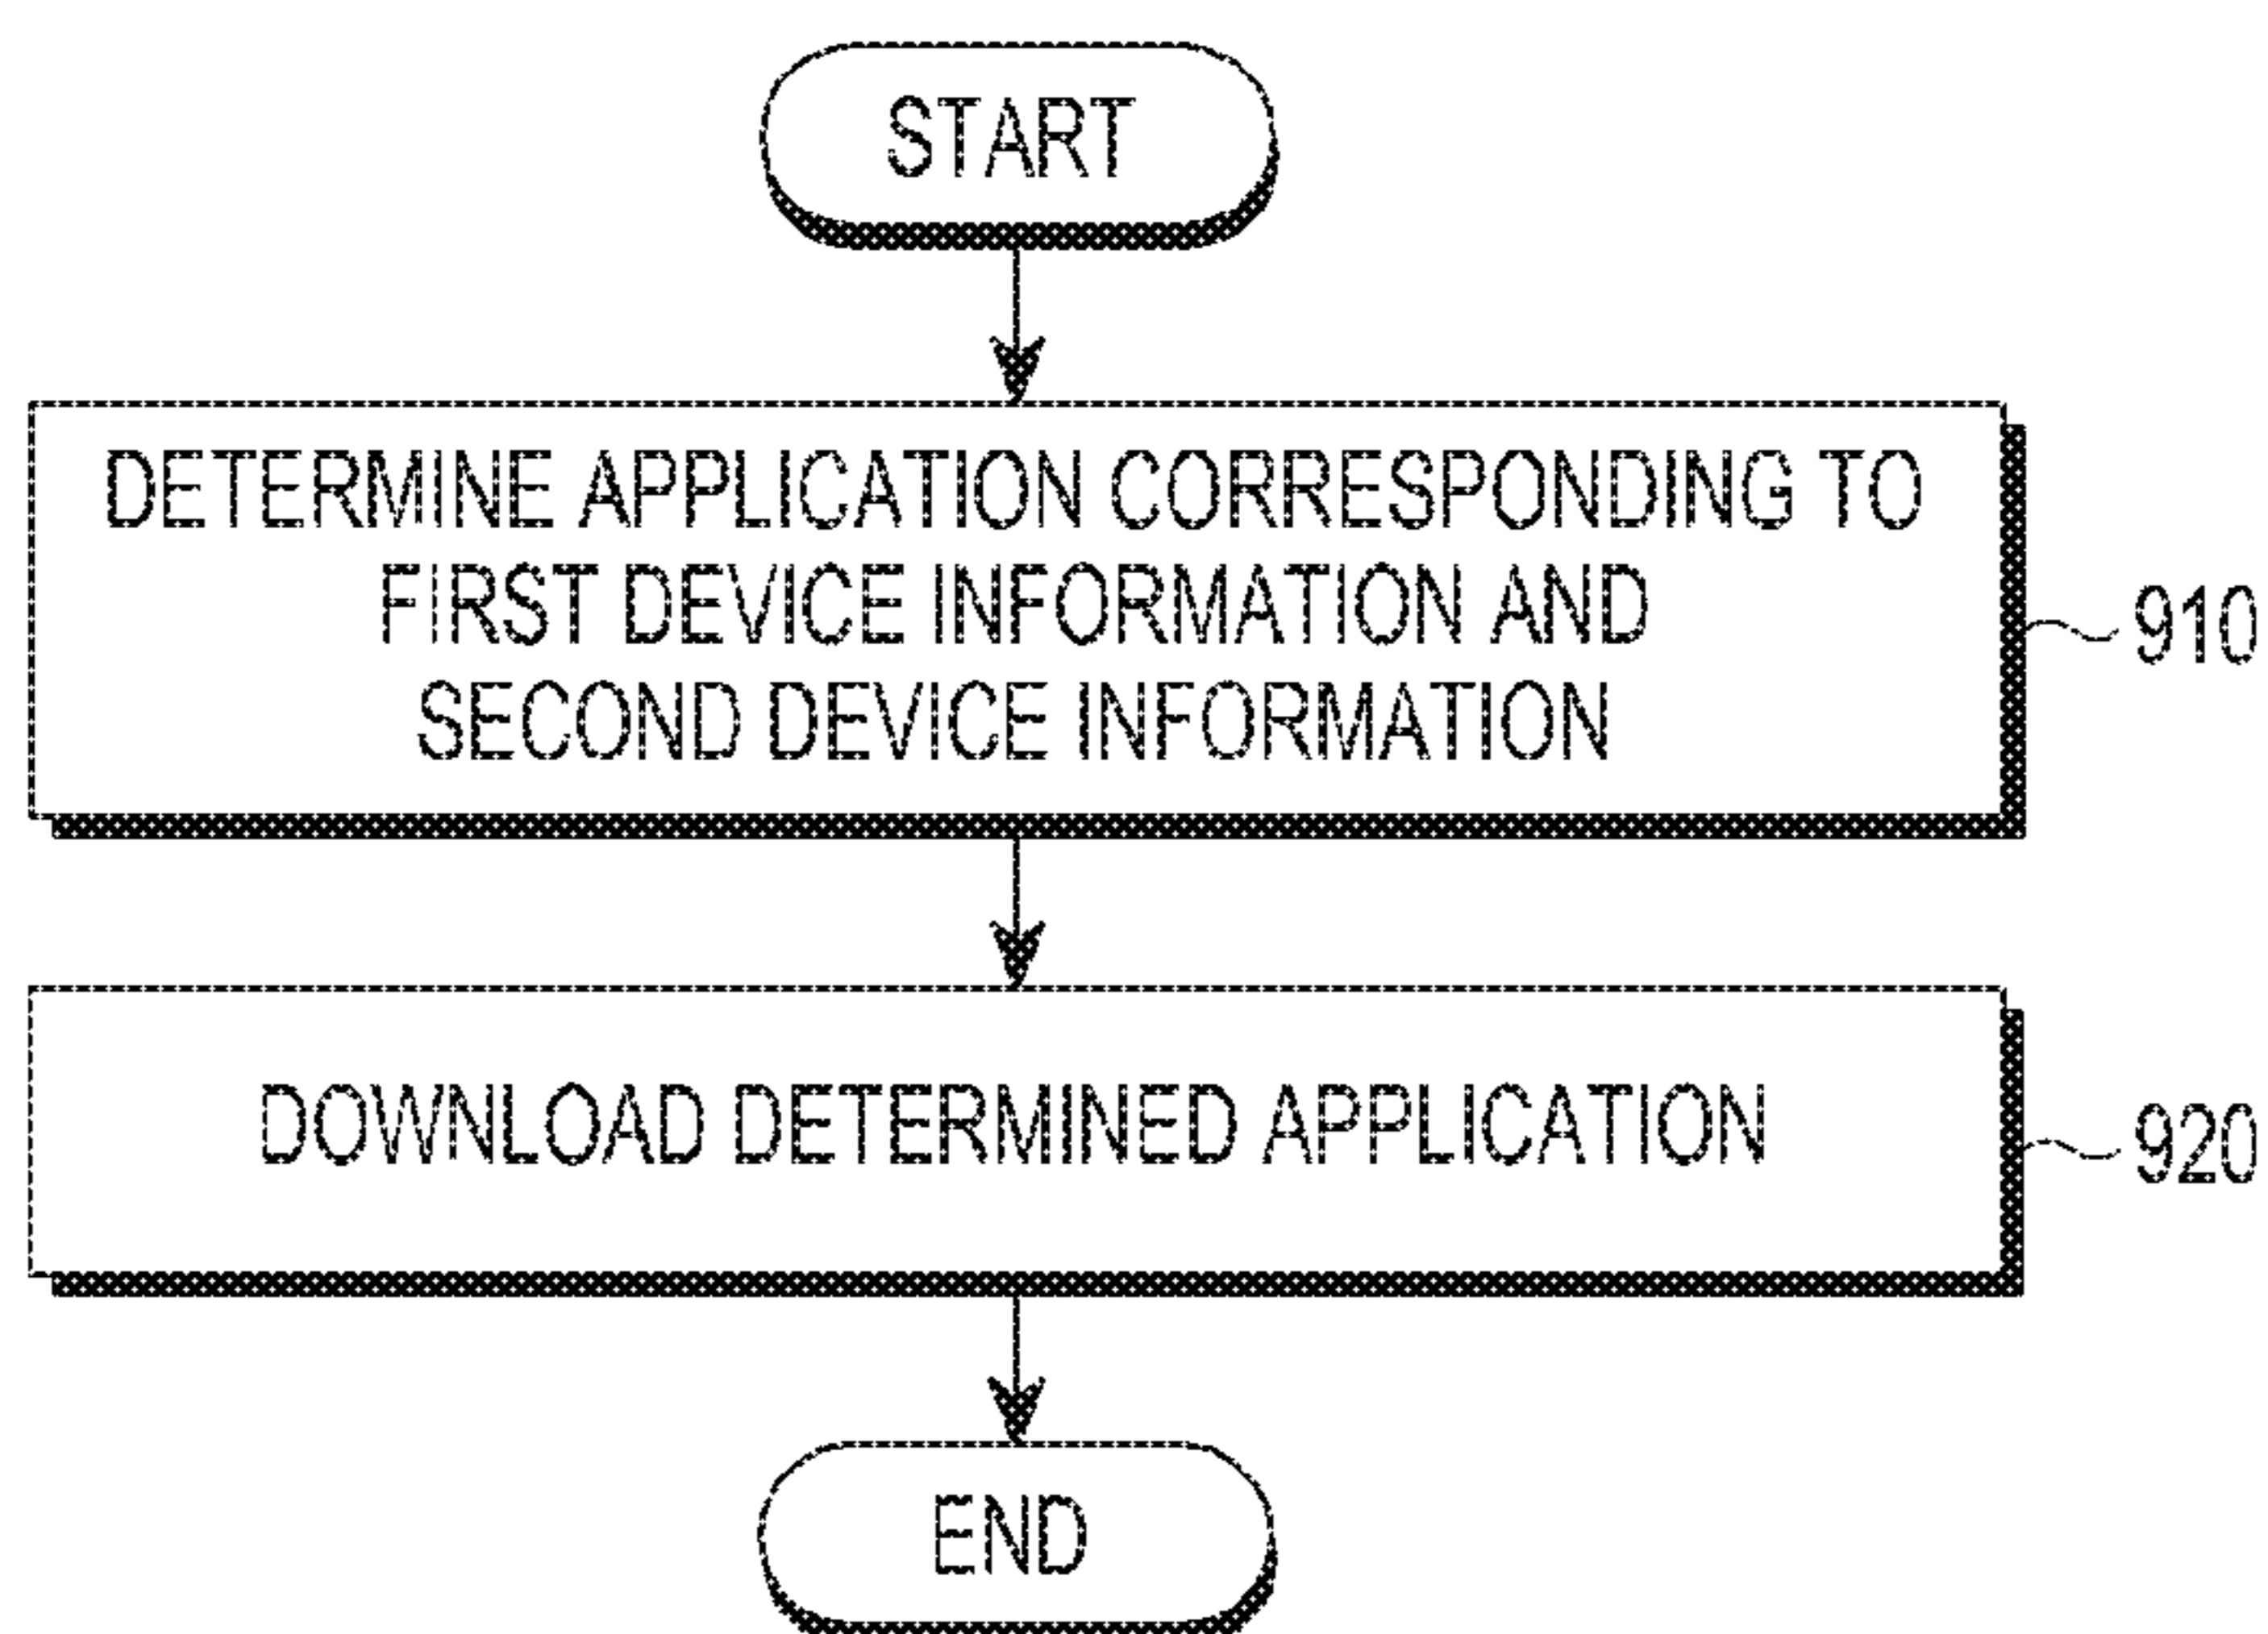 START
DETERMINE APPLICATION CORRESPONDING TO
FIRST DEVICE INFORMATION AND
SECOND DEVICE INFORMATION
910
DOWNLOAD DETERMINED APPLICATION
920
END